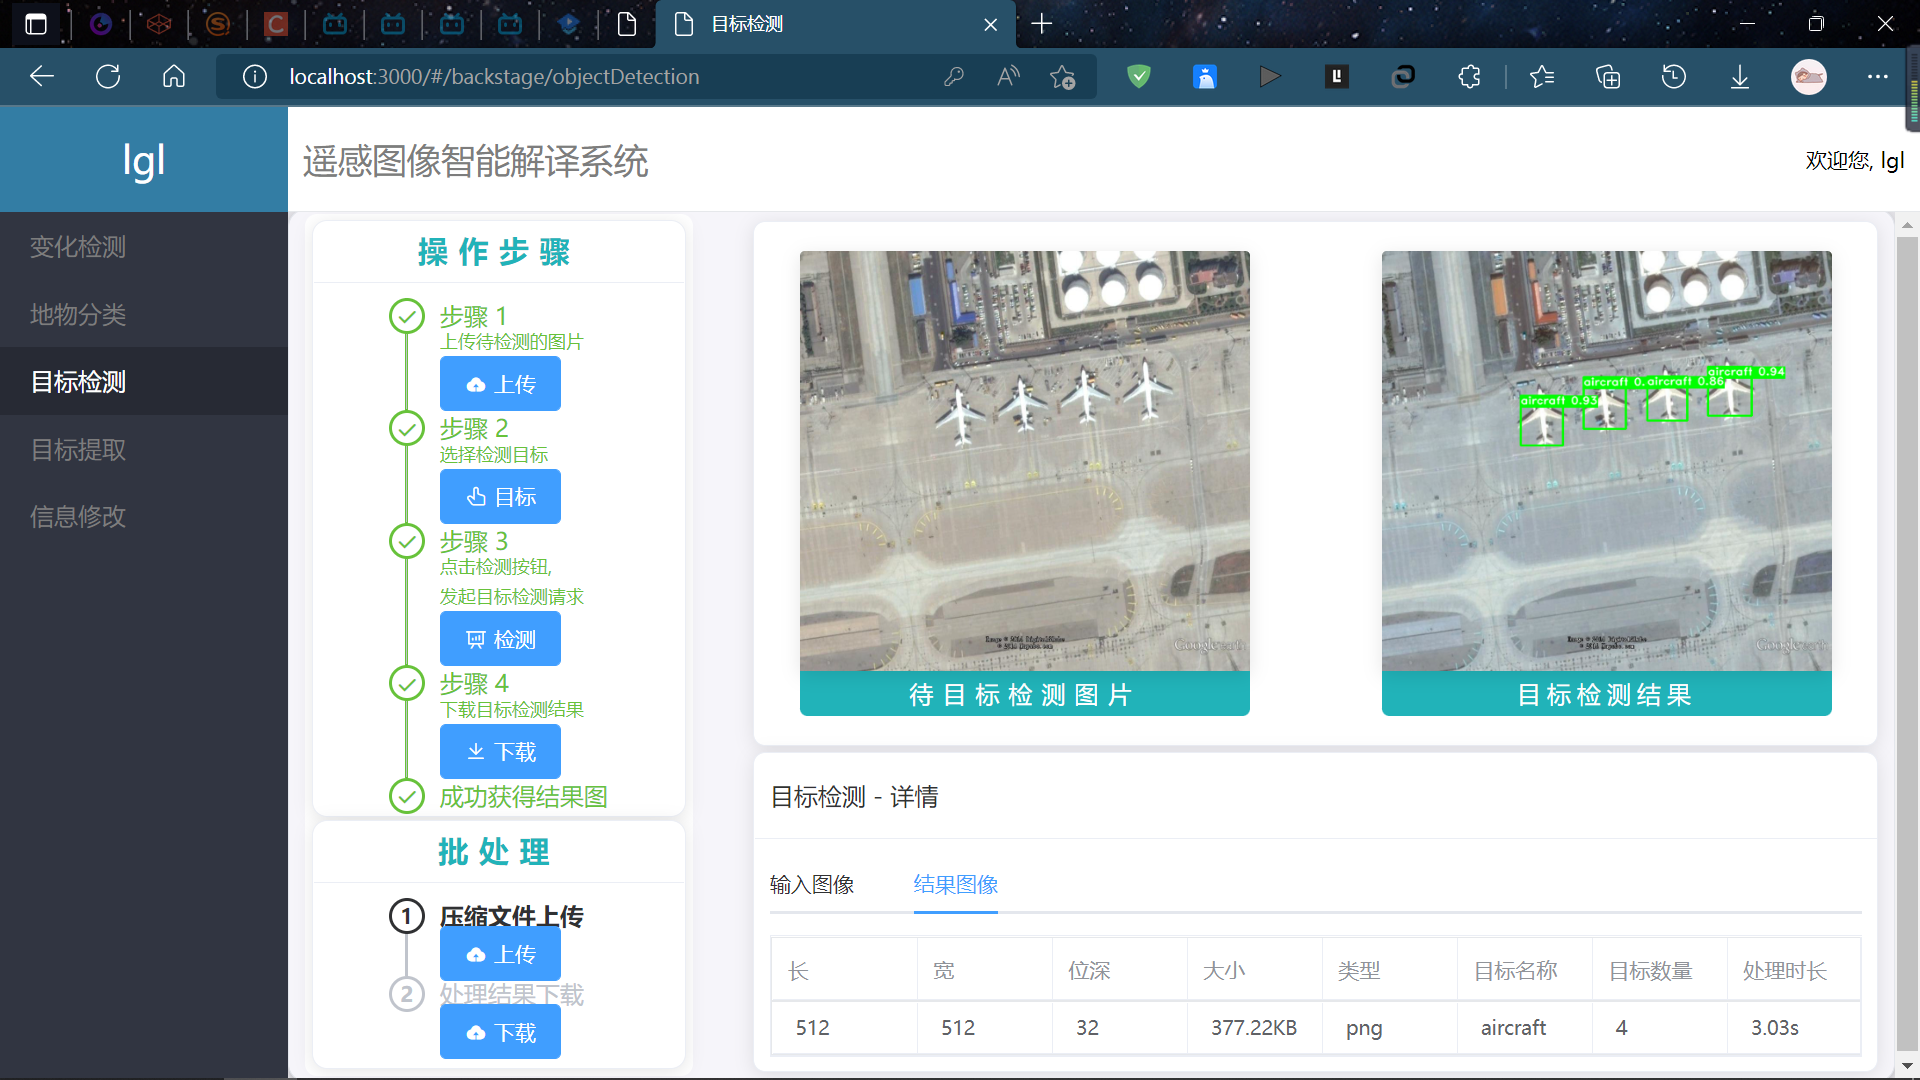 目标检测
localhost:3000/#/backstage/objectDetection
lgl
遥感图像智能解译系统
欢迎您, lgl
变化检测
地物分类
目标检测
目标提取
信息修改
操作步骤
步骤 1
上传待检测的图片
上传
步骤 2
选择检测目标
目标
步骤 3
点击检测按钮,
发起目标检测请求
检测
步骤 4
下载目标检测结果
下载
成功获得结果图
批处理
1 压缩文件上传
上传
2 处理结果下载
下载
Google earth
待目标检测图片
aircraft 0.93
aircraft 0.
aircraft 0.86
aircraft 0.94
Google earth
目标检测结果
目标检测 - 详情
输入图像 结果图像
长 宽 位深 大小 类型 目标名称 目标数量 处理时长
512 512 32 377.22KB png aircraft 4 3.03s